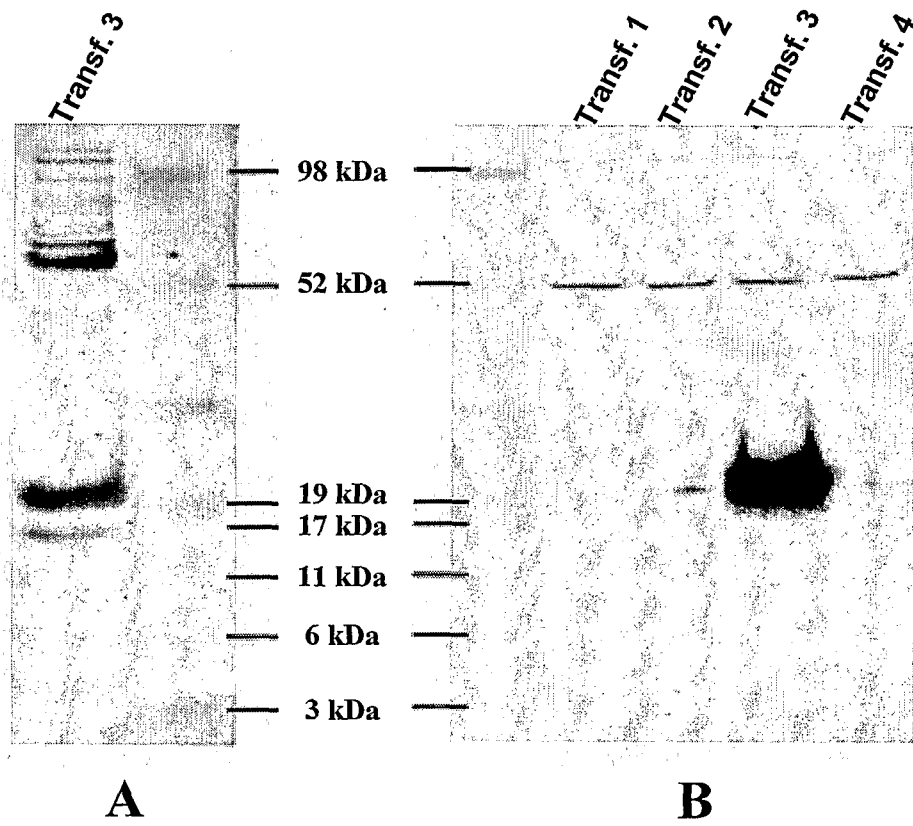 Transf. 3
Transf. 1
Transf. 2
Transf. 3
Transf. 4
98 kDa
52 kDa
19 kDa
17 kDa
11 kDa
6 kDa
3 kDa
A
B